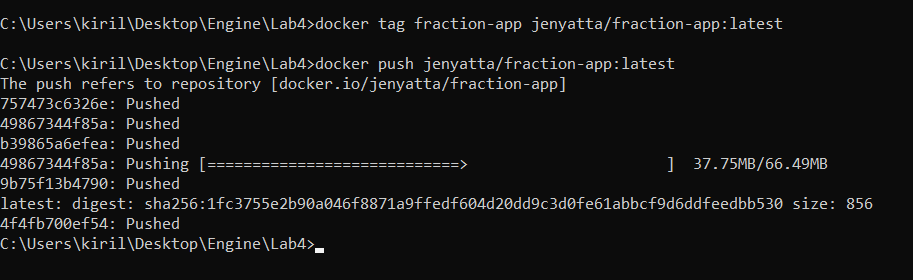 C:\Users\kiril\Desktop\Engine\Lab4>docker tag fraction-app jenyatta/fraction-app:latest
C:\Users\kiril\Desktop\Engine\Lab4>docker push jenyatta/fraction-app:latest
The push refers to repository [docker.io/jenyatta/fraction-app]
757473c6326e: Pushed
49867344f85a: Pushed
b39865a6efea: Pushed
49867344f85a: Pushing [============================>                      ]  37.75MB/66.49MB
9b75f13b4790: Pushed
latest: digest: sha256:1fc3755e2b90a046f8871a9ffedf604d20dd9c3d0fe61abbcf9d6ddfeedbb530 size: 856
4f4fb700ef54: Pushed
C:\Users\kiril\Desktop\Engine\Lab4>